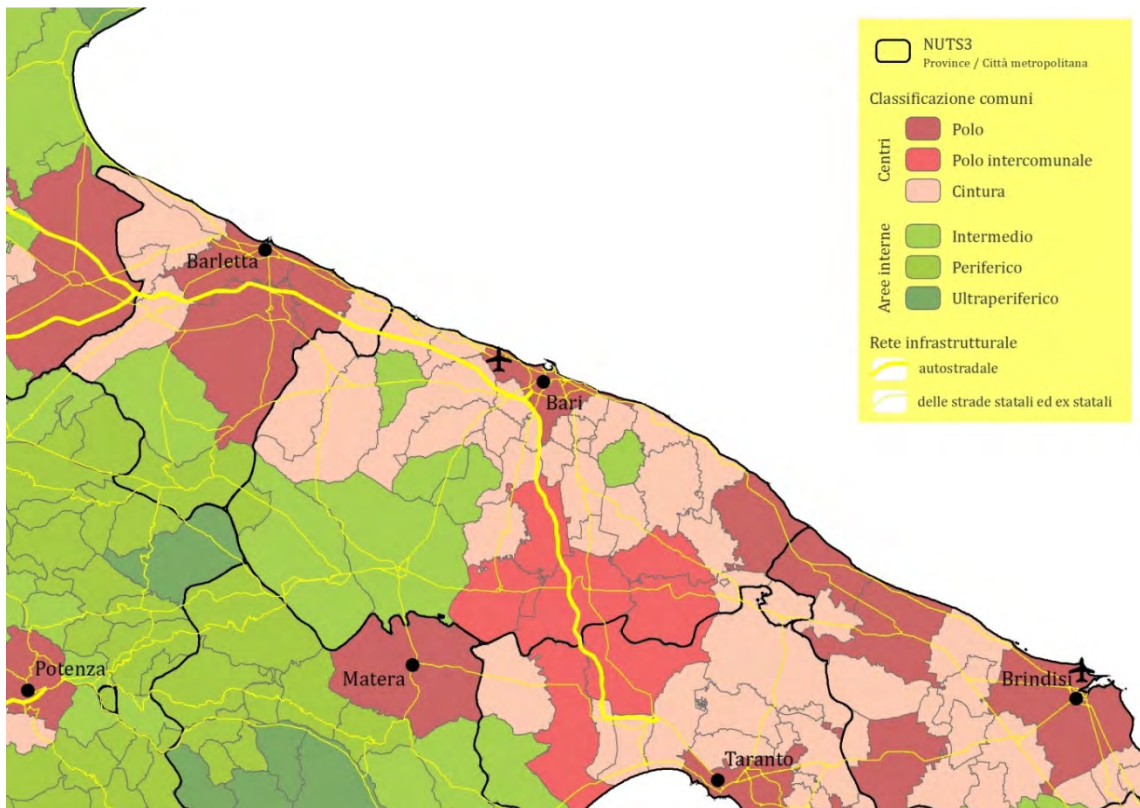 NUTS3
Province / Città metropolitana
Classificazione comuni
Centri
Polo
Polo intercomunale
Cintura
Aree interne
Intermedio
Periferico
Ultraperiferico
Rete infrastrutturale
autostradale
delle strade statali ed ex statali
Barletta
Bari
Potenza
Matera
Brindisi
Taranto